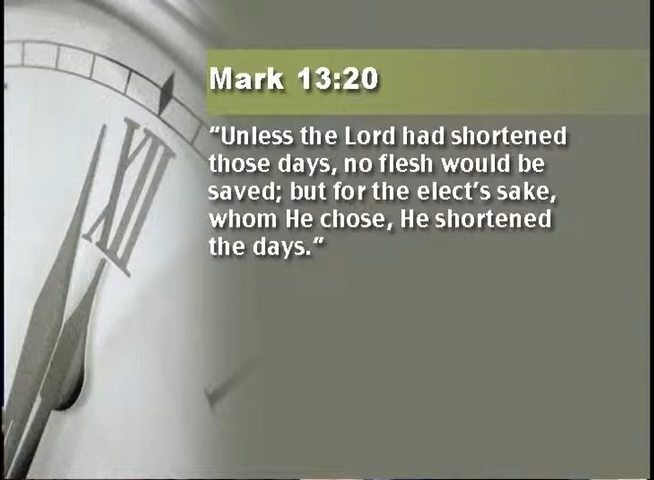 XII
Mark 13:20
"Unless the Lord had shortened
those days, no flesh would be
saved; but for the elect's sake,
whom He chose, He shortened
the days."